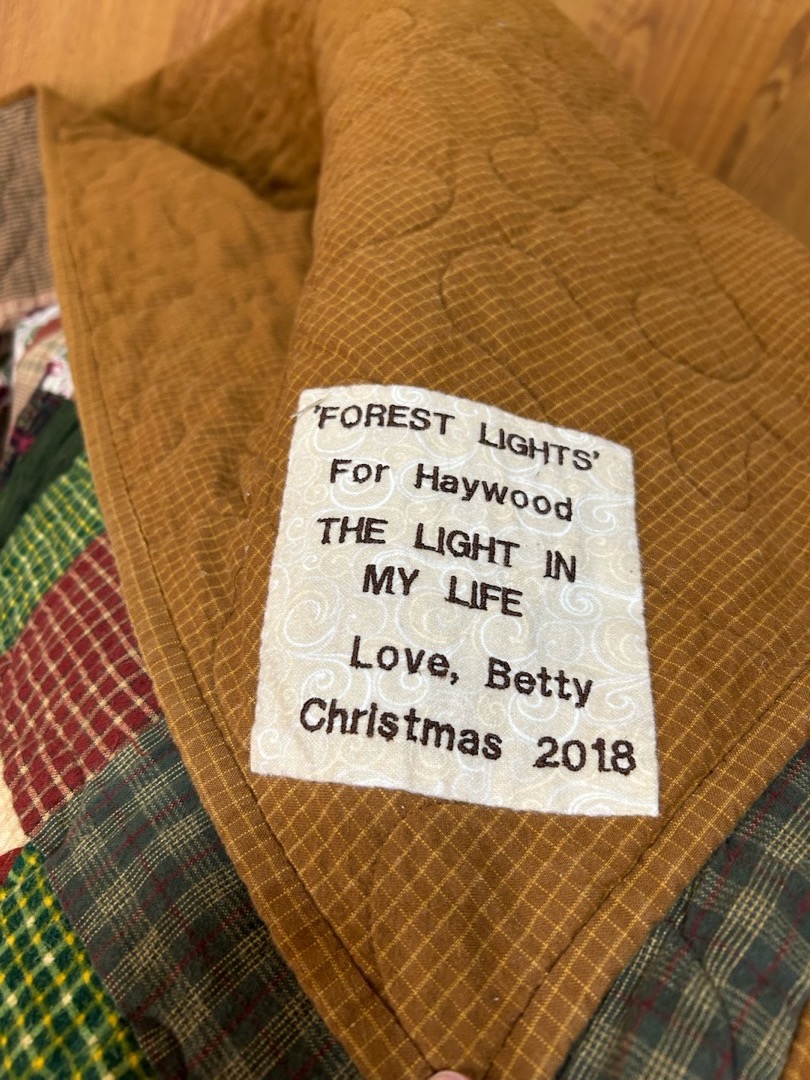 'FOREST LIGHTS'
For Haywood
THE LIGHT IN
MY LIFE
Love, Betty
Christmas 2018